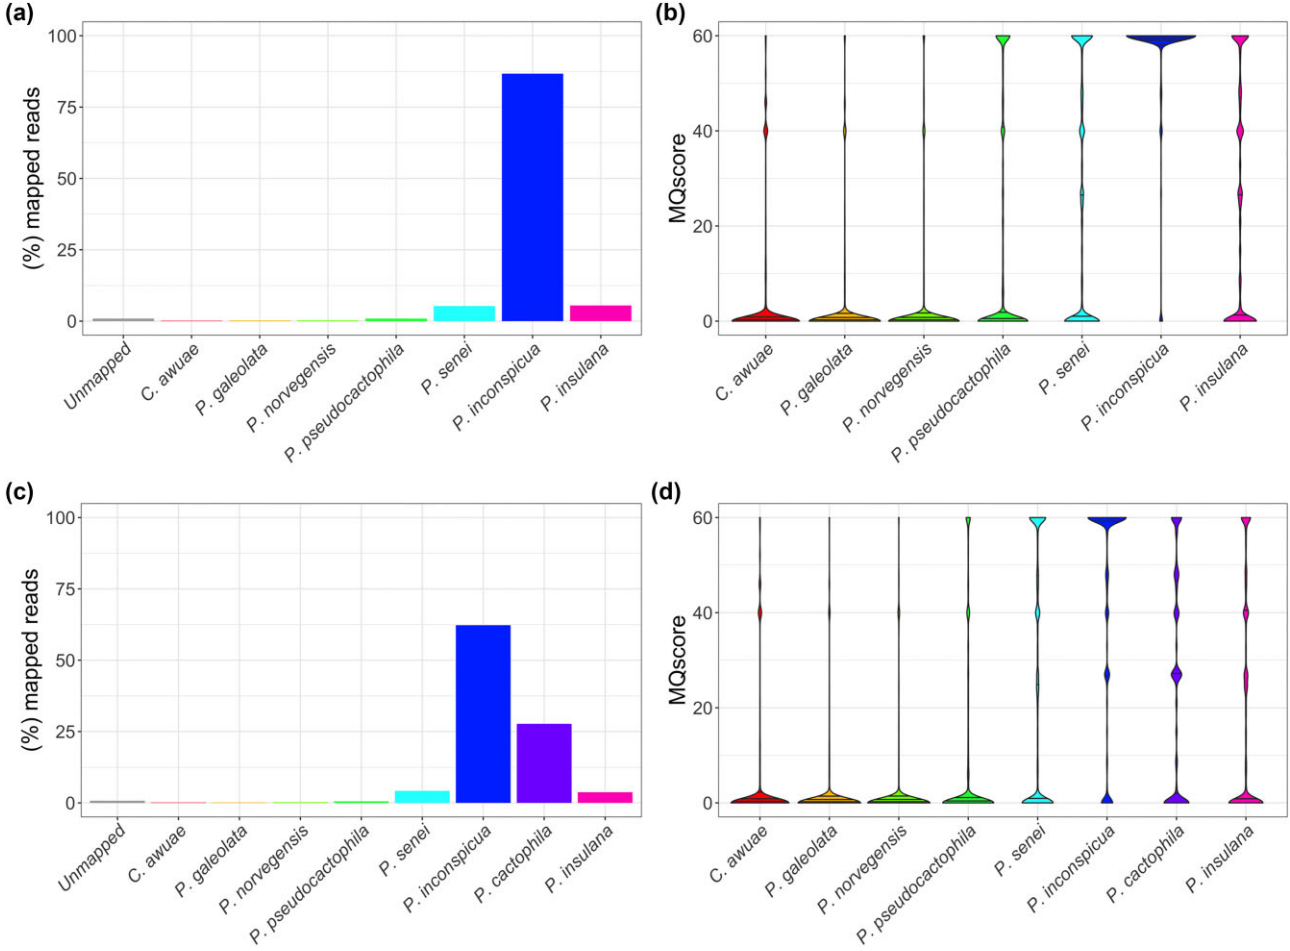 (a)
(%) mapped reads
100
75
50
25
0
Unmapped
C. awuae
P. galeolata
P. norvegensis
P. pseudocactophila
P. senei
P. inconspicua
P. insulana
(b)
MQscore
60
40
20
0
C. awuae
P. galeolata
P. norvegensis
P. pseudocactophila
P. senei
P. inconspicua
P. insulana
(c)
(%) mapped reads
100
75
50
25
0
Unmapped
C. awuae
P. galeolata
P. norvegensis
P. pseudocactophila
P. senei
P. inconspicua
P. cactophila
P. insulana
(d)
MQscore
60
40
20
0
C. awuae
P. galeolata
P. norvegensis
P. pseudocactophila
P. senei
P. inconspicua
P. cactophila
P. insulana